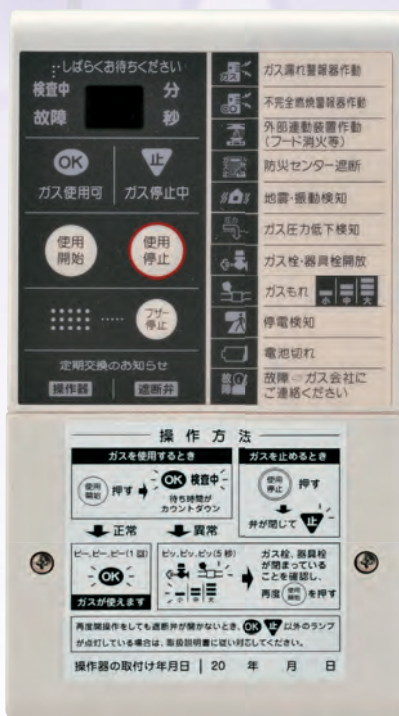 しばらくお待ちください
検査中 分
故障 秒
OK 止
ガス使用可 ガス停止中
使用開始 使用停止
ブザー停止
定期交換のお知らせ
操作器 遮断弁
ガス
ガス漏れ警報器作動
CO
不完全燃焼警報器作動
外部連動装置作動
(フード消火等)
防災センター遮断
地震・振動検知
圧力
ガス圧力低下検知
ガス栓・器具栓開放
ガスもれ 小 中 大
停電検知
電池切れ
故障
故障⇨ガス会社に
ご連絡ください
操作方法
ガスを使用するとき
使用開始 押す OK 検査中
待ち時間が
カウントダウン
ガスを止めるとき
使用停止 押す
弁が閉じて 止
正常 異常
ピー、ピー、ピー(1回)
OK
ガスが使えます
ピッ、ピッ、ピッ(5秒)
小 中 大
ガス栓、器具栓
が閉まっている
ことを確認し、
再度 使用開始 を押す
再度開操作をしても遮断弁が開かないとき、OK 止 以外のランプ
が点灯している場合は、取扱説明書に従い対応してください。
操作器の取付け年月日 | 20 年 月 日